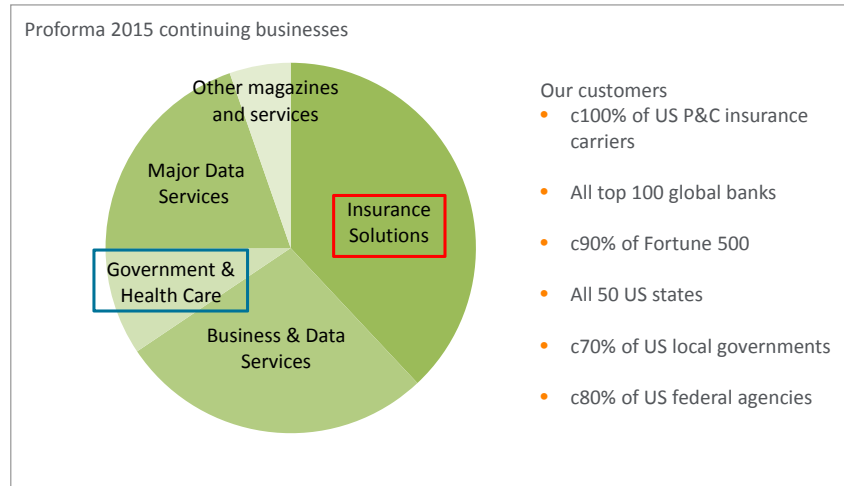 Proforma 2015 continuing businesses
Other magazines
and services
Major Data
Services
Insurance
Solutions
Government &
Health Care
Business & Data
Services
Our customers
• c100% of US P&C insurance
carriers
• All top 100 global banks
• c90% of Fortune 500
• All 50 US states
• c70% of US local governments
• c80% of US federal agencies